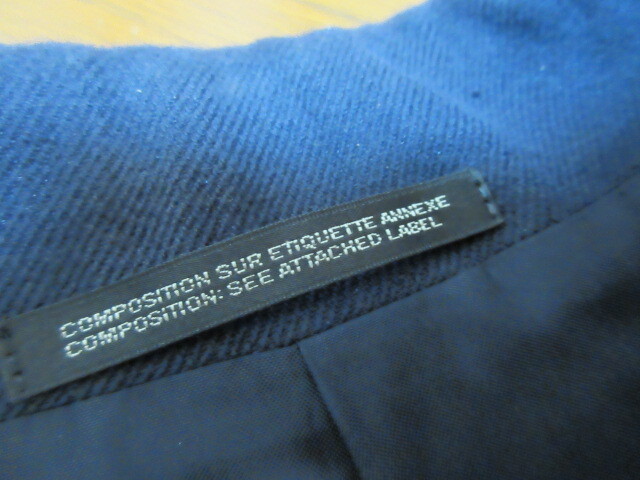 COMPOSITION SUR ETIQUETTE ANNEXE
COMPOSITION: SEE ATTACHED LABEL